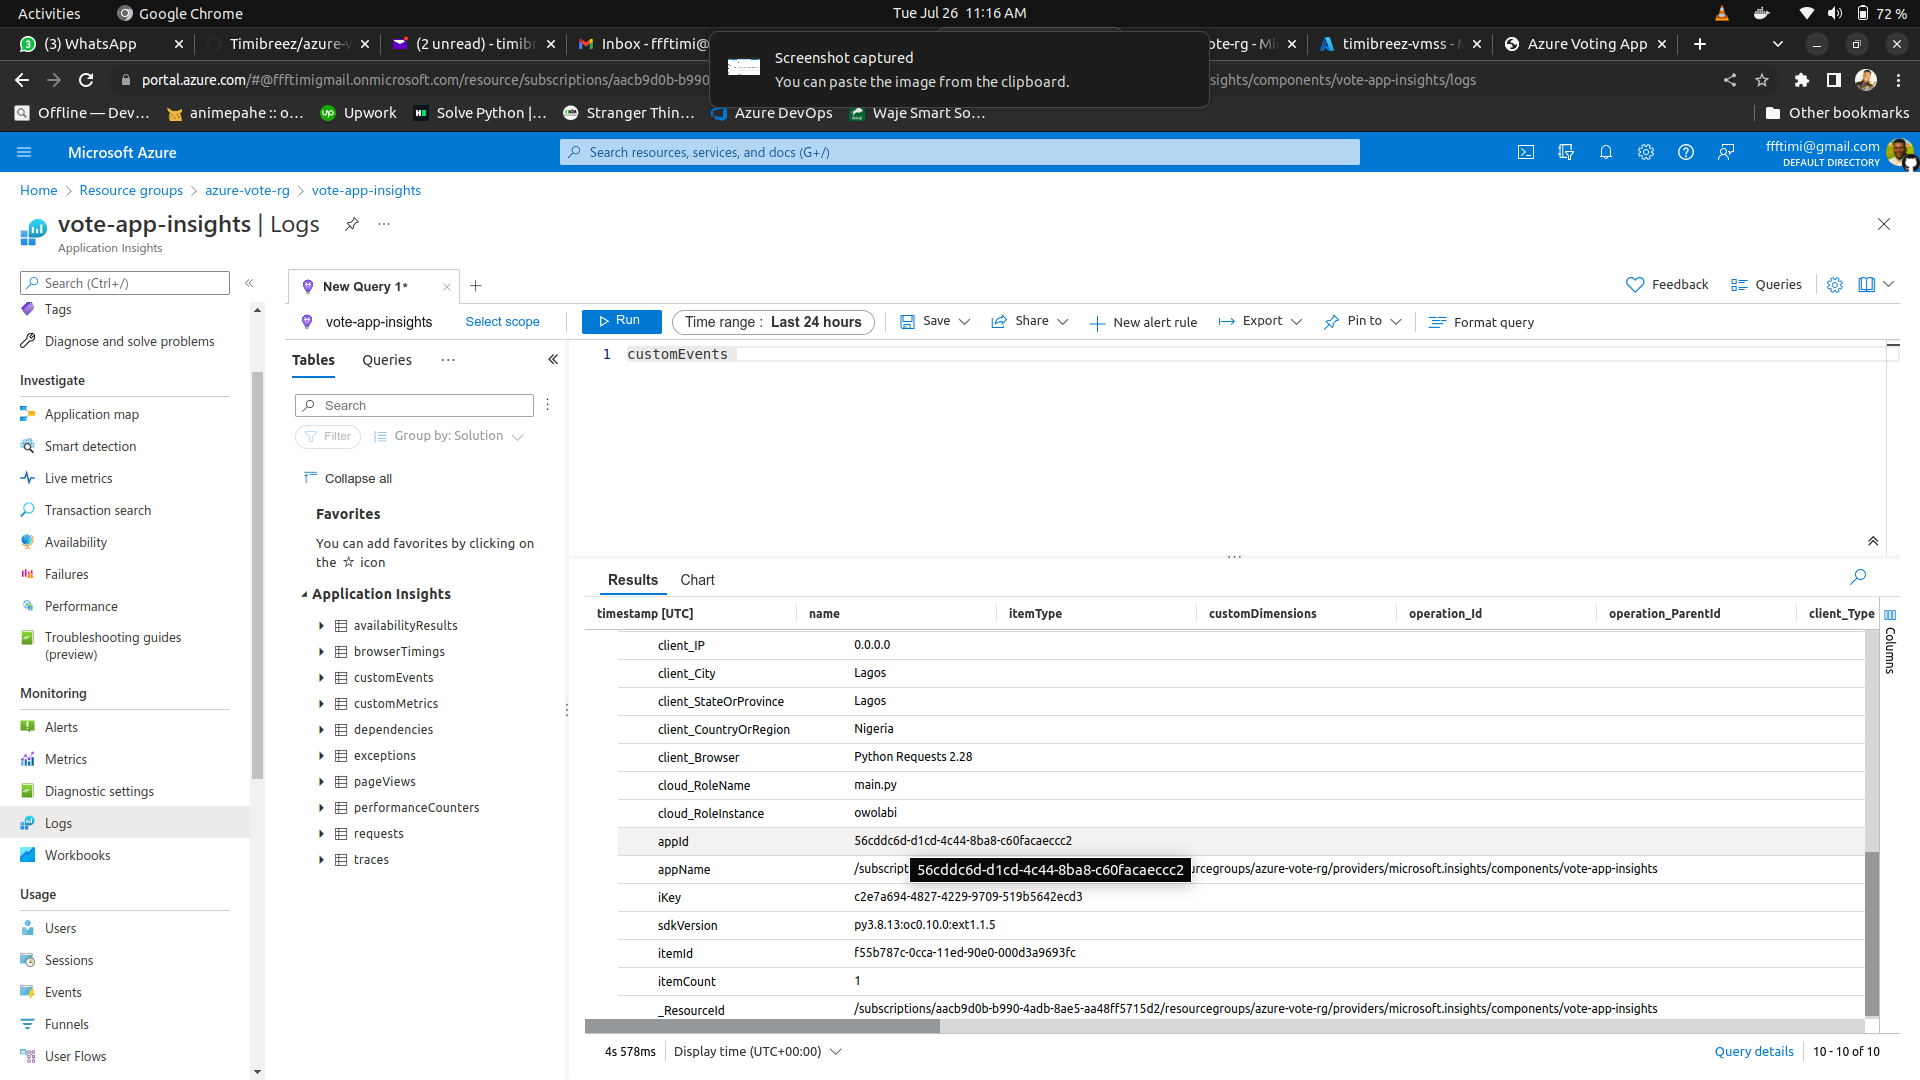 Activities
Google Chrome
Tue Jul 26 11:16 AM
72 %
(3) WhatsApp
Timibreez/azure-v
(2 unread) - timibr
Inbox - ffftimi@
ote-rg - Mi
timibreez-vmss - M
Azure Voting App
Screenshot captured
You can paste the image from the clipboard.
portal.azure.com/#@ffftimigmail.onmicrosoft.com/resource/subscriptions/aacb9d0b-b990
sights/components/vote-app-insights/logs
Offline — Dev…
animepahe :: o…
Upwork
Solve Python |…
Stranger Thin…
Azure DevOps
Waje Smart So…
Other bookmarks
Microsoft Azure
Search resources, services, and docs (G+/)
ffftimi@gmail.com
DEFAULT DIRECTORY
Home > Resource groups > azure-vote-rg > vote-app-insights
vote-app-insights | Logs
Application Insights
Search (Ctrl+/)
Tags
Diagnose and solve problems
Investigate
Application map
Smart detection
Live metrics
Transaction search
Availability
Failures
Performance
Troubleshooting guides
(preview)
Monitoring
Alerts
Metrics
Diagnostic settings
Logs
Workbooks
Usage
Users
Sessions
Events
Funnels
User Flows
New Query 1*
Feedback
Queries
vote-app-insights
Select scope
Run
Time range : Last 24 hours
Save
Share
New alert rule
Export
Pin to
Format query
Tables
Queries
Search
Filter
Group by: Solution
Collapse all
Favorites
You can add favorites by clicking on
the ☆ icon
Application Insights
availabilityResults
browserTimings
customEvents
customMetrics
dependencies
exceptions
pageViews
performanceCounters
requests
traces
1 customEvents
Results
Chart
timestamp [UTC] name itemType customDimensions operation_Id operation_ParentId client_Type
Columns
client_IP 0.0.0.0
client_City Lagos
client_StateOrProvince Lagos
client_CountryOrRegion Nigeria
client_Browser Python Requests 2.28
cloud_RoleName main.py
cloud_RoleInstance owolabi
appId 56cddc6d-d1cd-4c44-8ba8-c60facaeccc2
appName /subscript
56cddc6d-d1cd-4c44-8ba8-c60facaeccc2
urcegroups/azure-vote-rg/providers/microsoft.insights/components/vote-app-insights
iKey c2e7a694-4827-4229-9709-519b5642ecd3
sdkVersion py3.8.13:oc0.10.0:ext1.1.5
itemId f55b787c-0cca-11ed-90e0-000d3a9693fc
itemCount 1
_ResourceId /subscriptions/aacb9d0b-b990-4adb-8ae5-aa48ff5715d2/resourcegroups/azure-vote-rg/providers/microsoft.insights/components/vote-app-insights
4s 578ms
Display time (UTC+00:00)
Query details
10 - 10 of 10